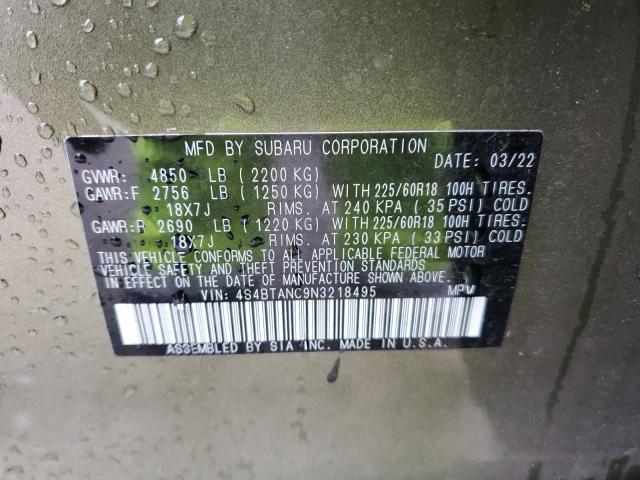 MFD BY SUBARU CORPORATION
DATE: 03/22
GVWR: 4850 LB (2200 KG)
GAWR:F 2756 LB (1250 KG) WITH 225/60R18 100H TIRES.
18X7J RIMS. AT 240 KPA (35 PSI) COLD
GAWR:R 2690 LB (1220 KG) WITH 225/60R18 100H TIRES.
18X7J RIMS. AT 230 KPA (33 PSI) COLD
THIS VEHICLE CONFORMS TO ALL APPLICABLE FEDERAL MOTOR
VEHICLE SAFETY AND THEFT PREVENTION STANDARDS IN
EFFECT ON THE DATE OF MANUFACTURE SHOWN ABOVE.
VIN: 4S4BTANC9N3218495 MPV
ASSEMBLED BY SIA INC. MADE IN U.S.A.